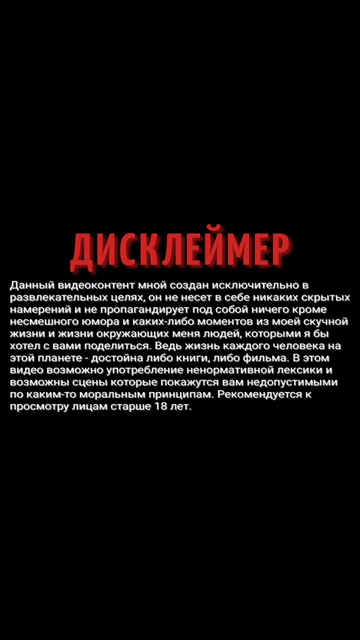 ДИСКЛЕЙМЕР
Данный видеоконтент мной создан исключительно в
развлекательных целях, он не несет в себе никаких скрытых
намерений и не пропагандирует под собой ничего кроме
несмешного юмора и каких-либо моментов из моей скучной
жизни и жизни окружающих меня людей, которыми я бы
хотел с вами поделиться. Ведь жизнь каждого человека на
этой планете - достойна либо книги, либо фильма. В этом
видео возможно употребление ненормативной лексики и
возможны сцены которые покажутся вам недопустимыми
по каким-то моральным принципам. Рекомендуется к
просмотру лицам старше 18 лет.